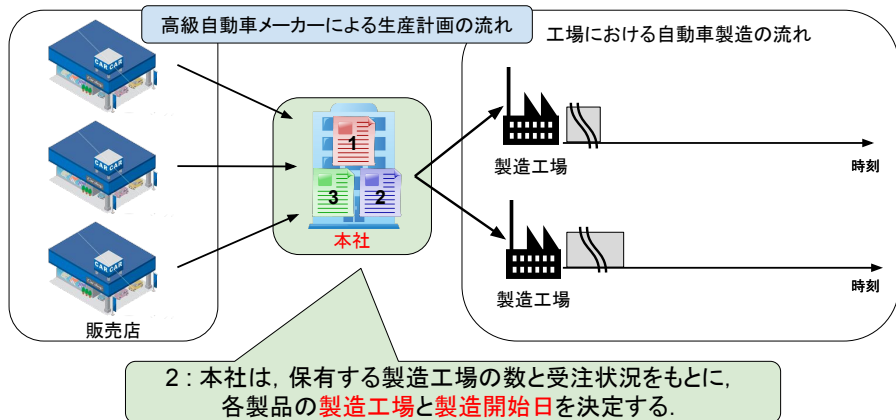 高級自動車メーカーによる生産計画の流れ
工場における自動車製造の流れ
CAR CAR
CAR CAR
CAR CAR
販売店
1
3
2
本社
製造工場
時刻
製造工場
時刻
2 : 本社は, 保有する製造工場の数と受注状況をもとに,
各製品の製造工場と製造開始日を決定する.